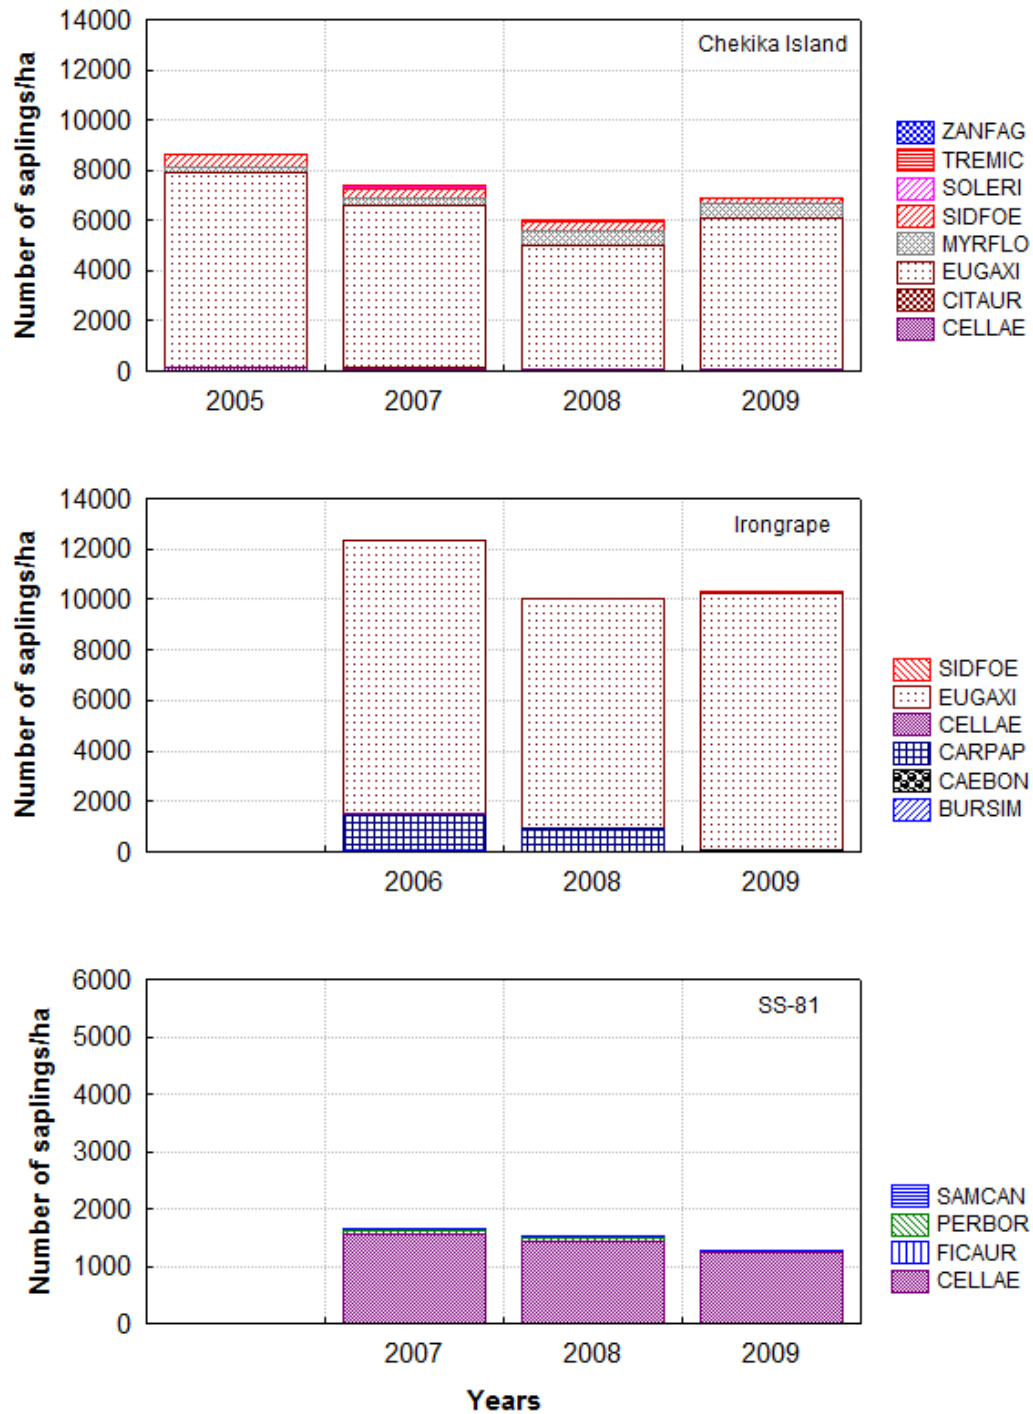 Number of saplings/ha
14000
12000
10000
8000
6000
4000
2000
0
Chekika Island
2005 2007 2008 2009
ZANFAG
TREMIC
SOLERI
SIDFOE
MYRFLO
EUGAXI
CITAUR
CELLAE
Number of saplings/ha
14000
12000
10000
8000
6000
4000
2000
0
Irongrape
2006 2008 2009
SIDFOE
EUGAXI
CELLAE
CARPAP
CAEBON
BURSIM
Number of saplings/ha
6000
5000
4000
3000
2000
1000
0
SS-81
2007 2008 2009
SAMCAN
PERBOR
FICAUR
CELLAE
Years